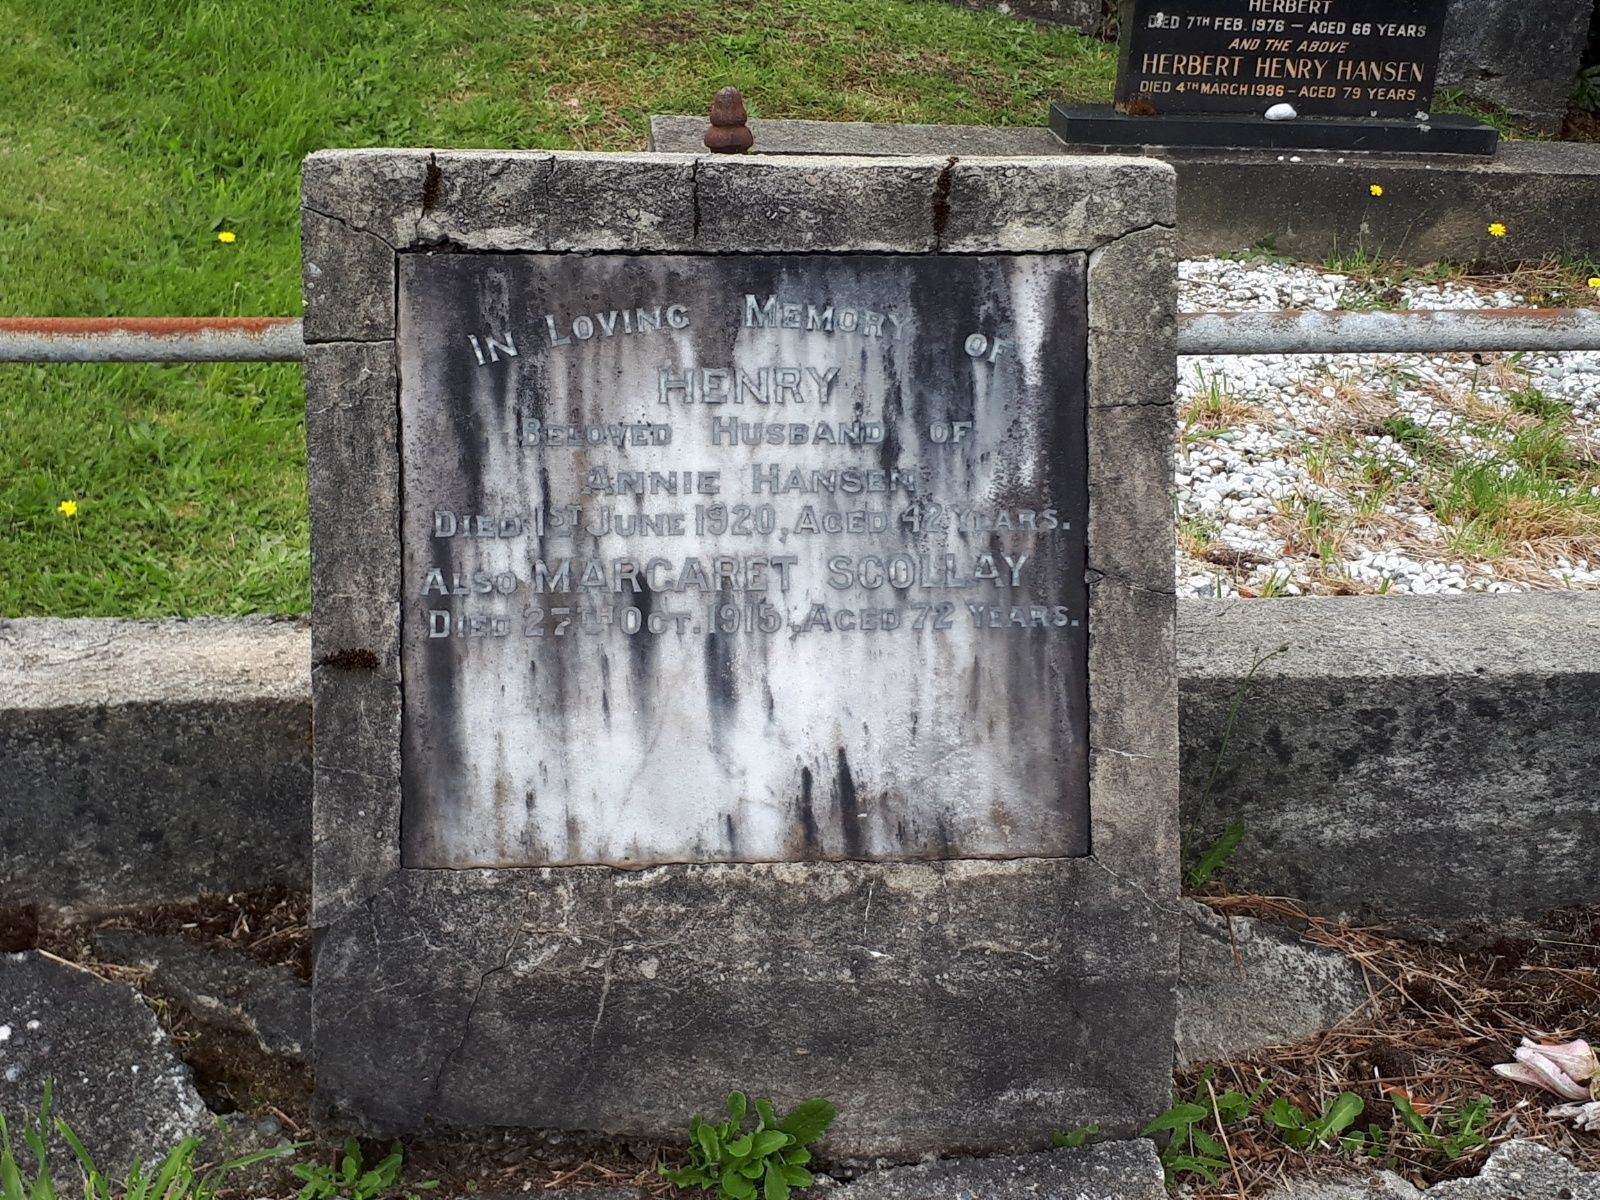 HERBERT
DIED 7TH FEB. 1976 – AGED 66 YEARS
AND THE ABOVE
HERBERT HENRY HANSEN
DIED 4TH MARCH 1986 – AGED 79 YEARS
IN LOVING MEMORY OF
HENRY
BELOVED HUSBAND OF
ANNIE HANSEN
DIED 1ST JUNE 1920, AGED 42 YEARS.
ALSO MARGARET SCOLLAY
DIED 27TH OCT. 1915, AGED 72 YEARS.